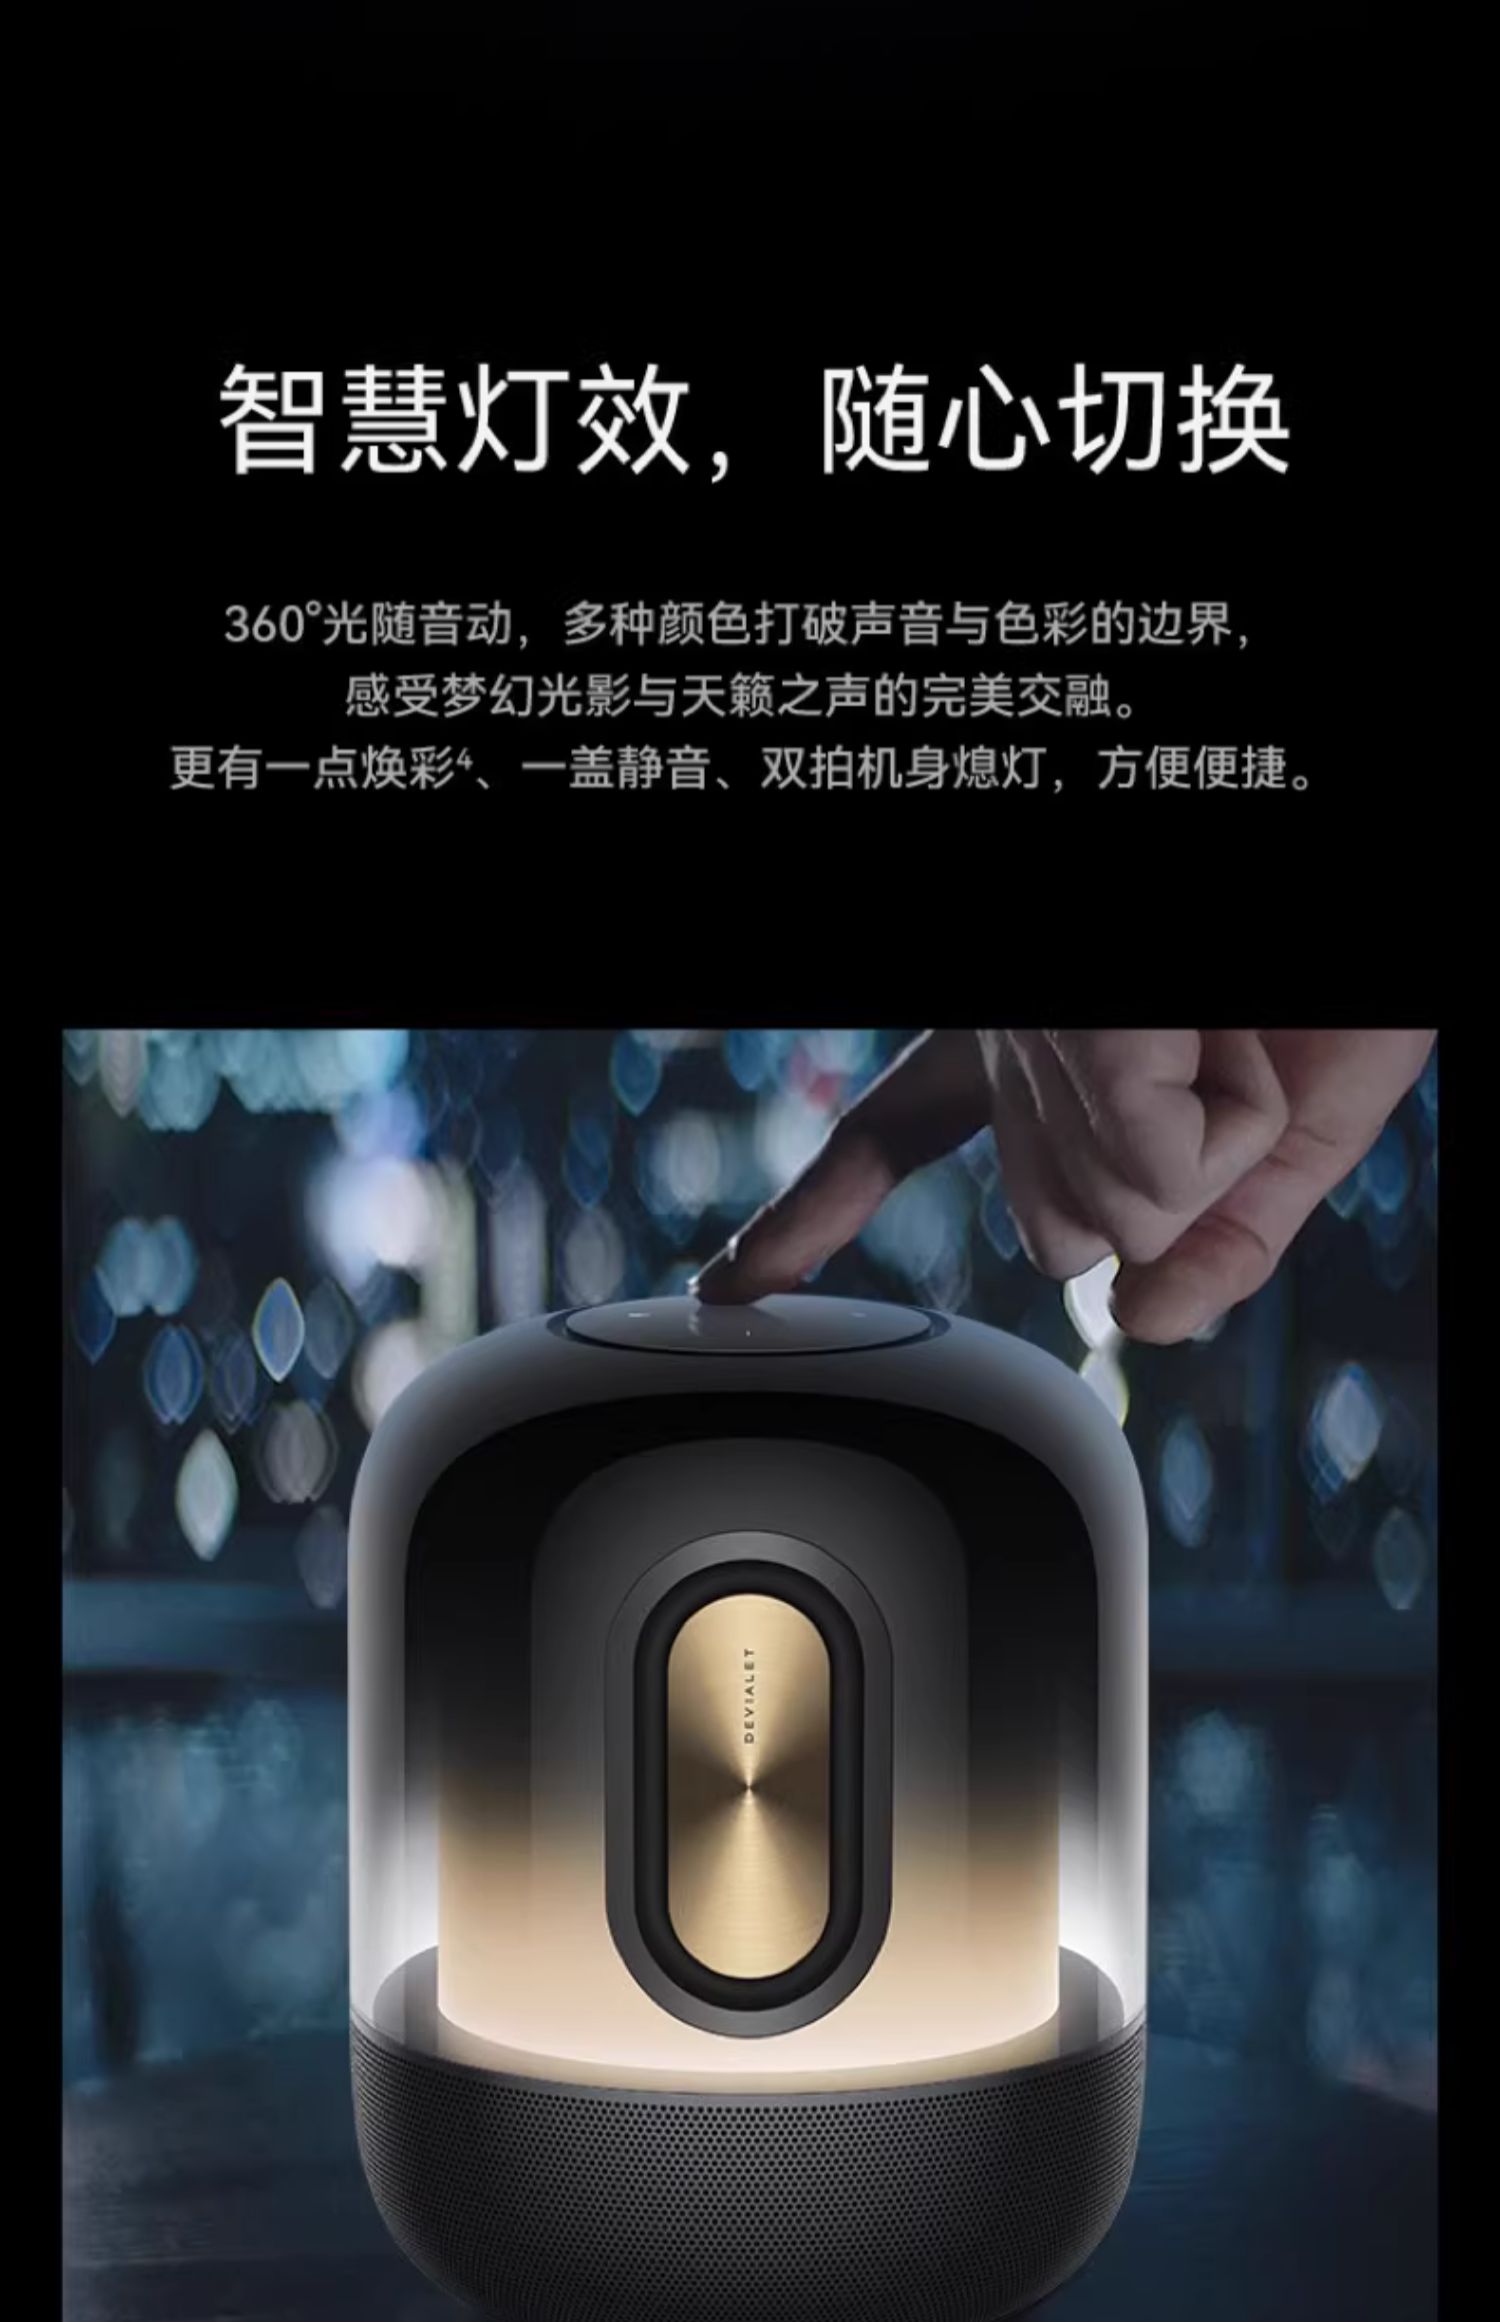 智慧灯效，随心切换
360°光随音动，多种颜色打破声音与色彩的边界，
感受梦幻光影与天籁之声的完美交融。
更有一点焕彩⁴、一盖静音、双拍机身熄灯，方便便捷。
DEVIALET